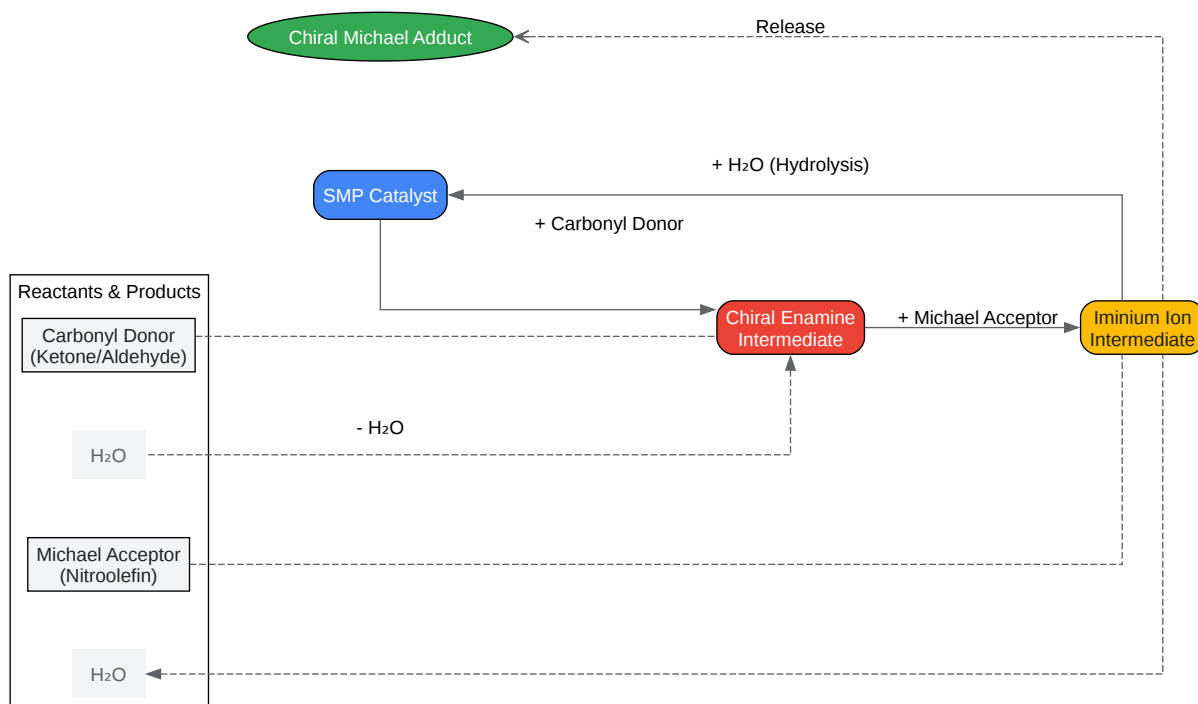 Chiral Michael Adduct
Release
+ H₂O (Hydrolysis)
SMP Catalyst
+ Carbonyl Donor
Reactants & Products
Carbonyl Donor
(Ketone/Aldehyde)
Chiral Enamine
Intermediate
+ Michael Acceptor
Iminium Ion
Intermediate
- H₂O
H₂O
Michael Acceptor
(Nitroolefin)
H₂O